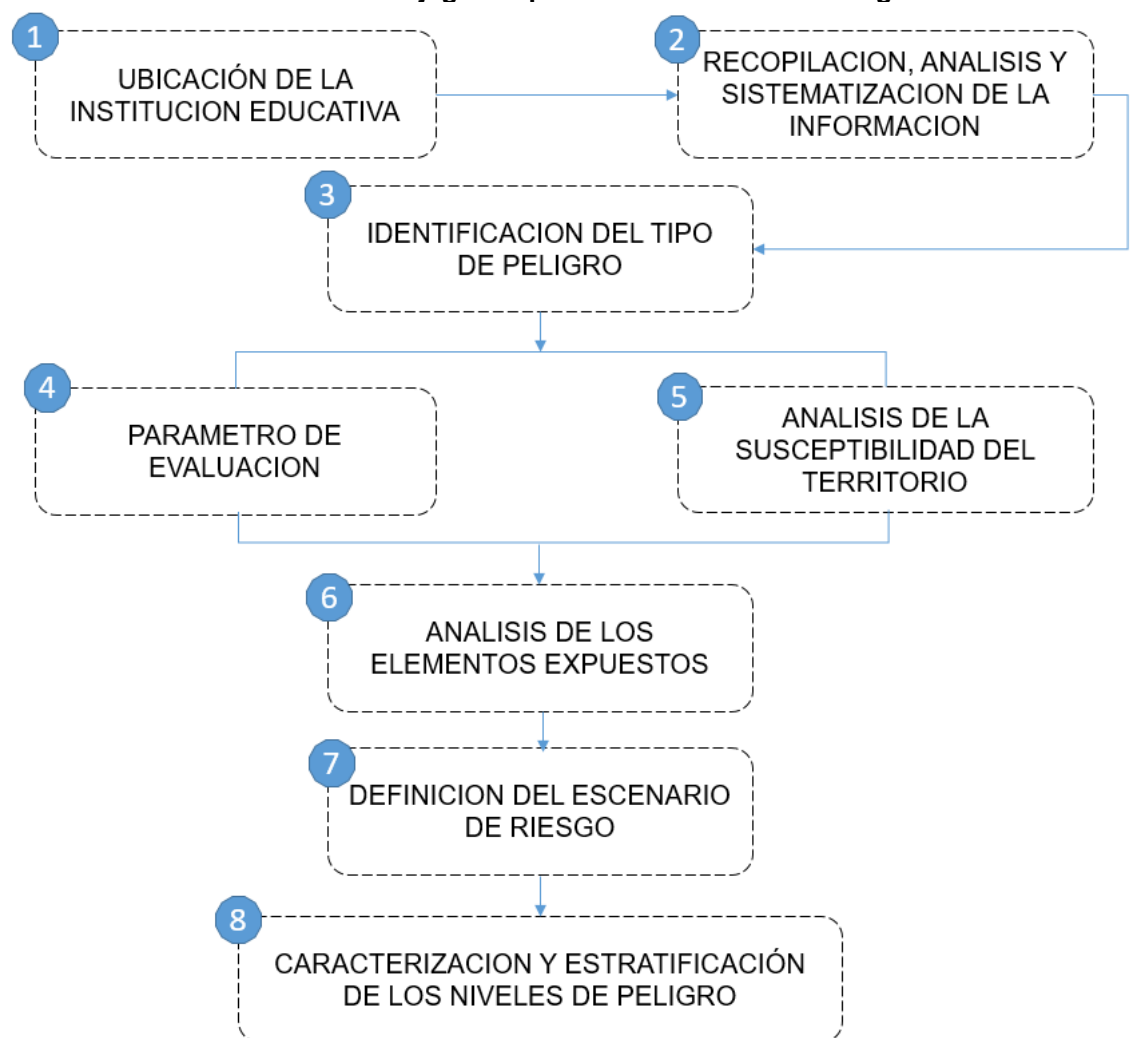 1
UBICACIÓN DE LA
INSTITUCION EDUCATIVA
2
RECOPILACION, ANALISIS Y
SISTEMATIZACION DE LA
INFORMACION
3
IDENTIFICACION DEL TIPO
DE PELIGRO
4
PARAMETRO DE
EVALUACION
5
ANALISIS DE LA
SUSCEPTIBILIDAD DEL
TERRITORIO
6
ANALISIS DE LOS
ELEMENTOS EXPUESTOS
7
DEFINICION DEL ESCENARIO
DE RIESGO
8
CARACTERIZACION Y ESTRATIFICACIÓN
DE LOS NIVELES DE PELIGRO